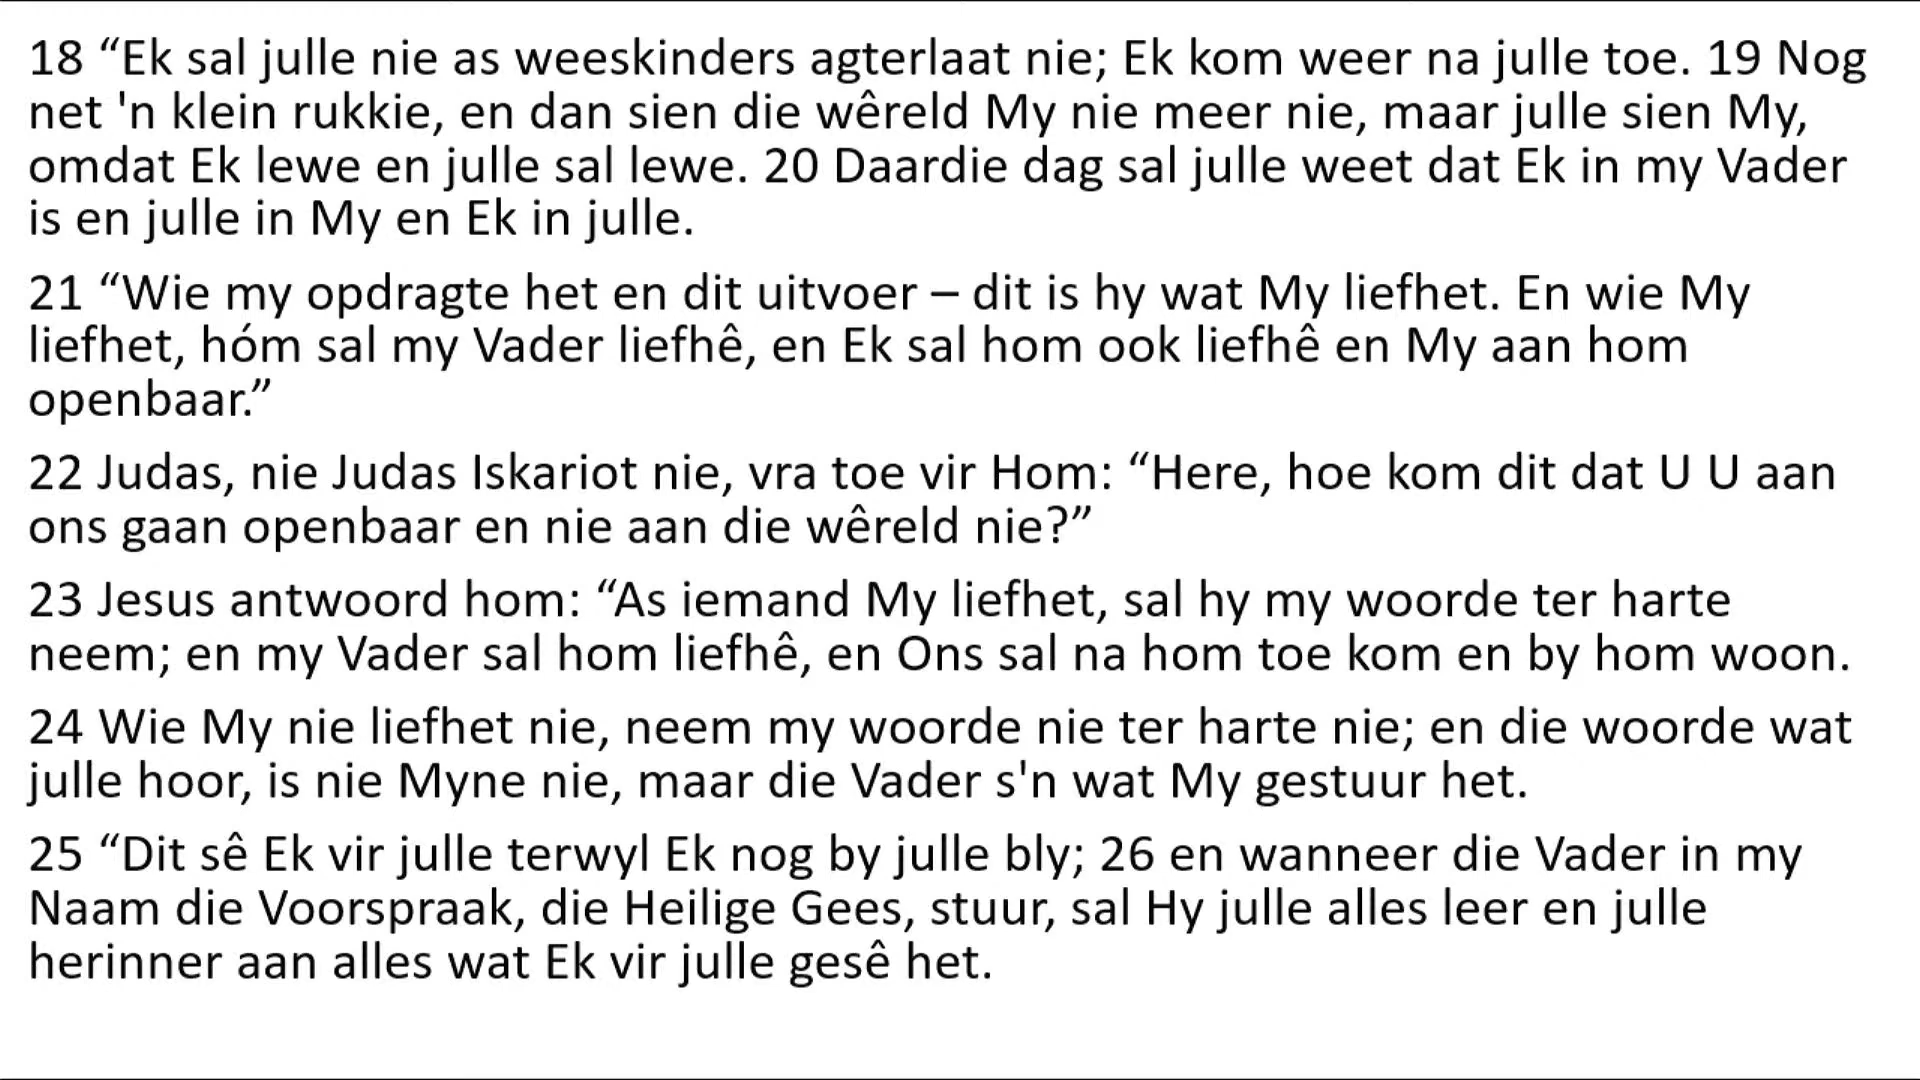 18 “Ek sal julle nie as weeskinders agterlaat nie; Ek kom weer na julle toe. 19 Nog
net 'n klein rukkie, en dan sien die wêreld My nie meer nie, maar julle sien My,
omdat Ek lewe en julle sal lewe. 20 Daardie dag sal julle weet dat Ek in my Vader
is en julle in My en Ek in julle.
21 “Wie my opdragte het en dit uitvoer – dit is hy wat My liefhet. En wie My
liefhet, hóm sal my Vader liefhê, en Ek sal hom ook liefhê en My aan hom
openbaar.”
22 Judas, nie Judas Iskariot nie, vra toe vir Hom: “Here, hoe kom dit dat U U aan
ons gaan openbaar en nie aan die wêreld nie?”
23 Jesus antwoord hom: “As iemand My liefhet, sal hy my woorde ter harte
neem; en my Vader sal hom liefhê, en Ons sal na hom toe kom en by hom woon.
24 Wie My nie liefhet nie, neem my woorde nie ter harte nie; en die woorde wat
julle hoor, is nie Myne nie, maar die Vader s'n wat My gestuur het.
25 “Dit sê Ek vir julle terwyl Ek nog by julle bly; 26 en wanneer die Vader in my
Naam die Voorspraak, die Heilige Gees, stuur, sal Hy julle alles leer en julle
herinner aan alles wat Ek vir julle gesê het.